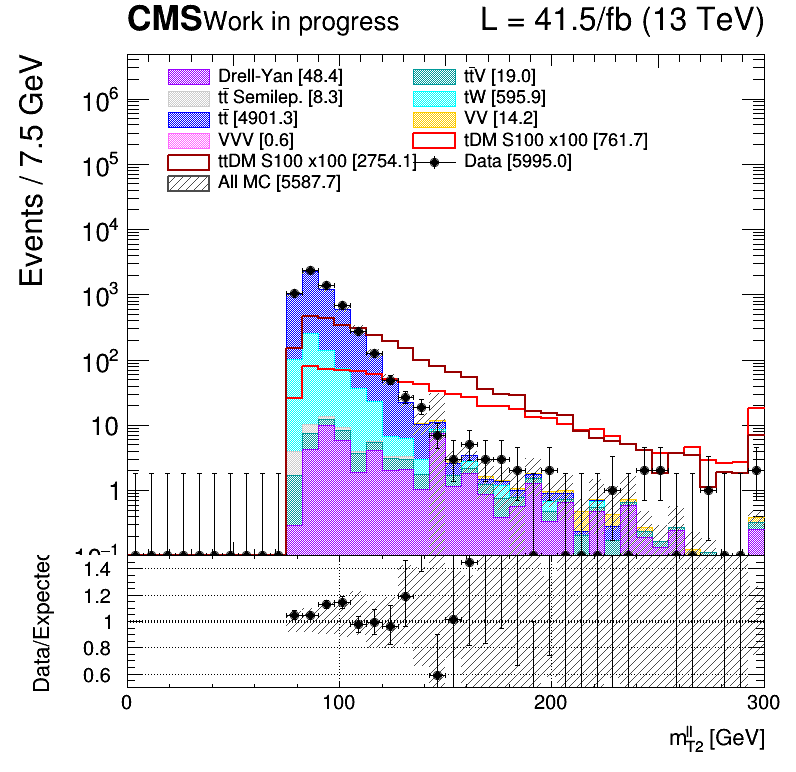 CMS Work in progress L = 41.5/fb (13 TeV)
Events / 7.5 GeV
Drell-Yan [48.4]
tt̄V [19.0]
tt̄ Semilep. [8.3]
tW [595.9]
tt̄ [4901.3]
VV [14.2]
VVV [0.6]
tDM S100 x100 [761.7]
ttDM S100 x100 [2754.1]
Data [5995.0]
All MC [5587.7]
10⁶
10⁵
10⁴
10³
10²
10
1
10⁻¹
Data/Expected
1.4
1.2
1
0.8
0.6
0 100 200 300
m_T2^ll [GeV]